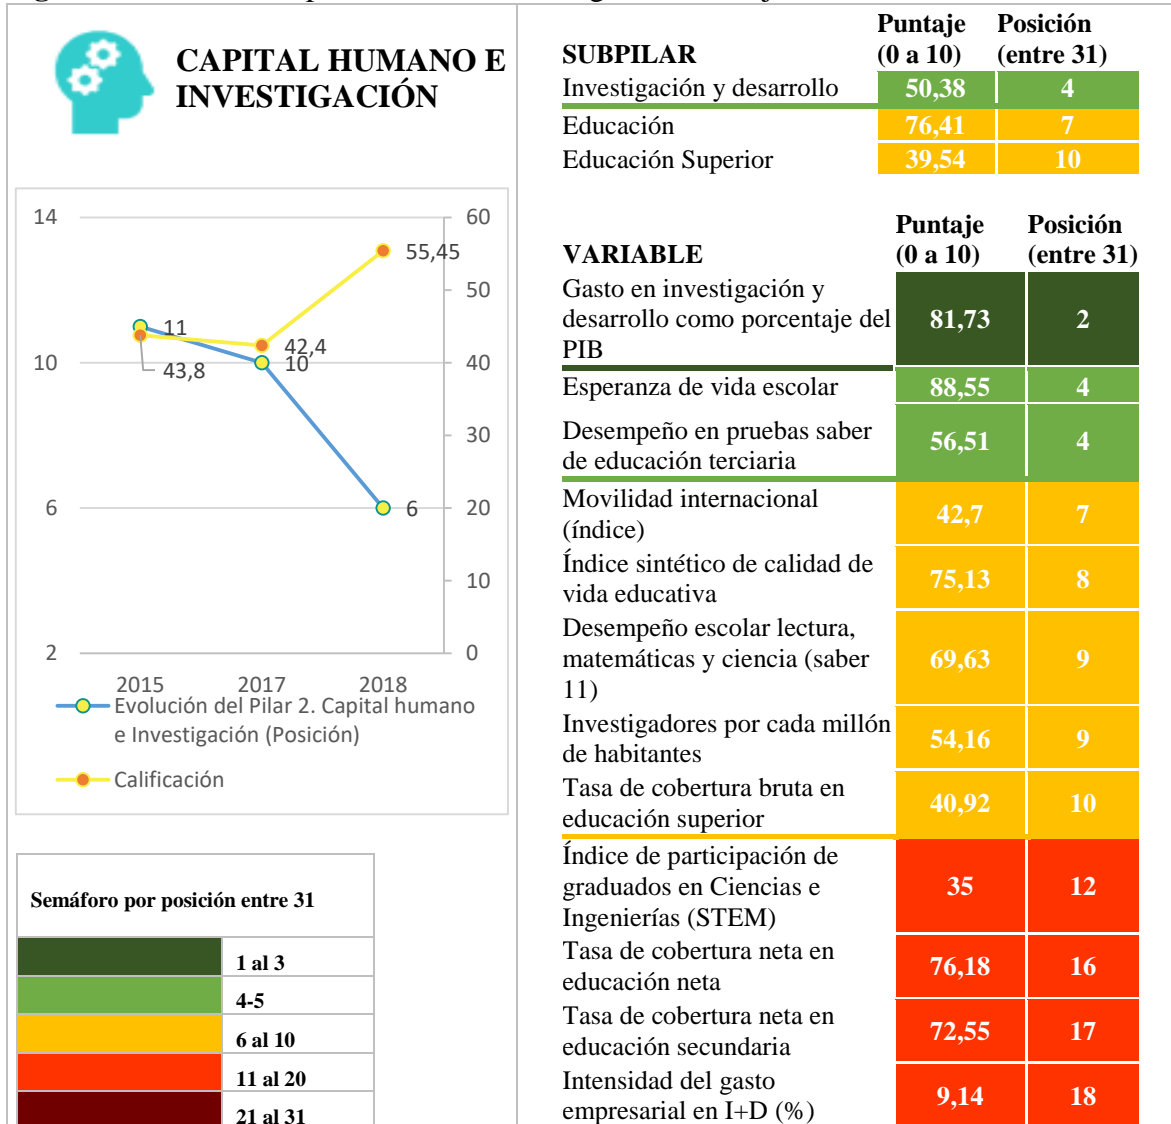 CAPITAL HUMANO E
INVESTIGACIÓN
14
10
6
2
60
50
40
30
20
10
0
11
10
6
43,8
42,4
55,45
2015 2017 2018
Evolución del Pilar 2. Capital humano
e Investigación (Posición)
Calificación
Semáforo por posición entre 31
1 al 3
4-5
6 al 10
11 al 20
21 al 31
SUBPILAR Puntaje (0 a 10) Posición (entre 31)
Investigación y desarrollo 50,38 4
Educación 76,41 7
Educación Superior 39,54 10
VARIABLE Puntaje (0 a 10) Posición (entre 31)
Gasto en investigación y
desarrollo como porcentaje del 81,73 2
PIB
Esperanza de vida escolar 88,55 4
Desempeño en pruebas saber
de educación terciaria 56,51 4
Movilidad internacional
(índice) 42,7 7
Índice sintético de calidad de
vida educativa 75,13 8
Desempeño escolar lectura,
matemáticas y ciencia (saber 69,63 9
11)
Investigadores por cada millón
de habitantes 54,16 9
Tasa de cobertura bruta en
educación superior 40,92 10
Índice de participación de
graduados en Ciencias e 35 12
Ingenierías (STEM)
Tasa de cobertura neta en
educación neta 76,18 16
Tasa de cobertura neta en
educación secundaria 72,55 17
Intensidad del gasto
empresarial en I+D (%) 9,14 18